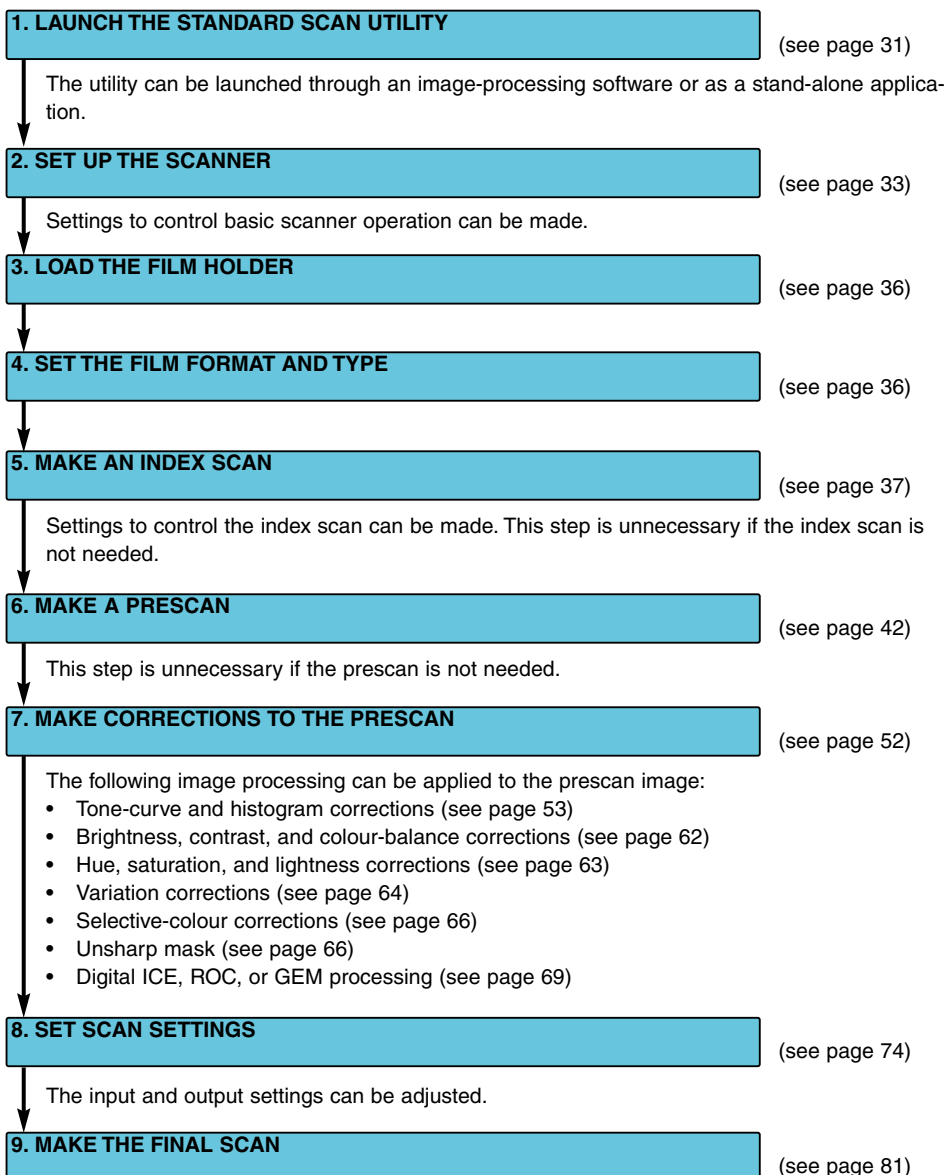 1. LAUNCH THE STANDARD SCAN UTILITY
(see page 31)
The utility can be launched through an image-processing software or as a stand-alone applica-
tion.
2. SET UP THE SCANNER
(see page 33)
Settings to control basic scanner operation can be made.
3. LOAD THE FILM HOLDER
(see page 36)
4. SET THE FILM FORMAT AND TYPE
(see page 36)
5. MAKE AN INDEX SCAN
(see page 37)
Settings to control the index scan can be made. This step is unnecessary if the index scan is
not needed.
6. MAKE A PRESCAN
(see page 42)
This step is unnecessary if the prescan is not needed.
7. MAKE CORRECTIONS TO THE PRESCAN
(see page 52)
The following image processing can be applied to the prescan image:
• Tone-curve and histogram corrections (see page 53)
• Brightness, contrast, and colour-balance corrections (see page 62)
• Hue, saturation, and lightness corrections (see page 63)
• Variation corrections (see page 64)
• Selective-colour corrections (see page 66)
• Unsharp mask (see page 66)
• Digital ICE, ROC, or GEM processing (see page 69)
8. SET SCAN SETTINGS
(see page 74)
The input and output settings can be adjusted.
9. MAKE THE FINAL SCAN
(see page 81)